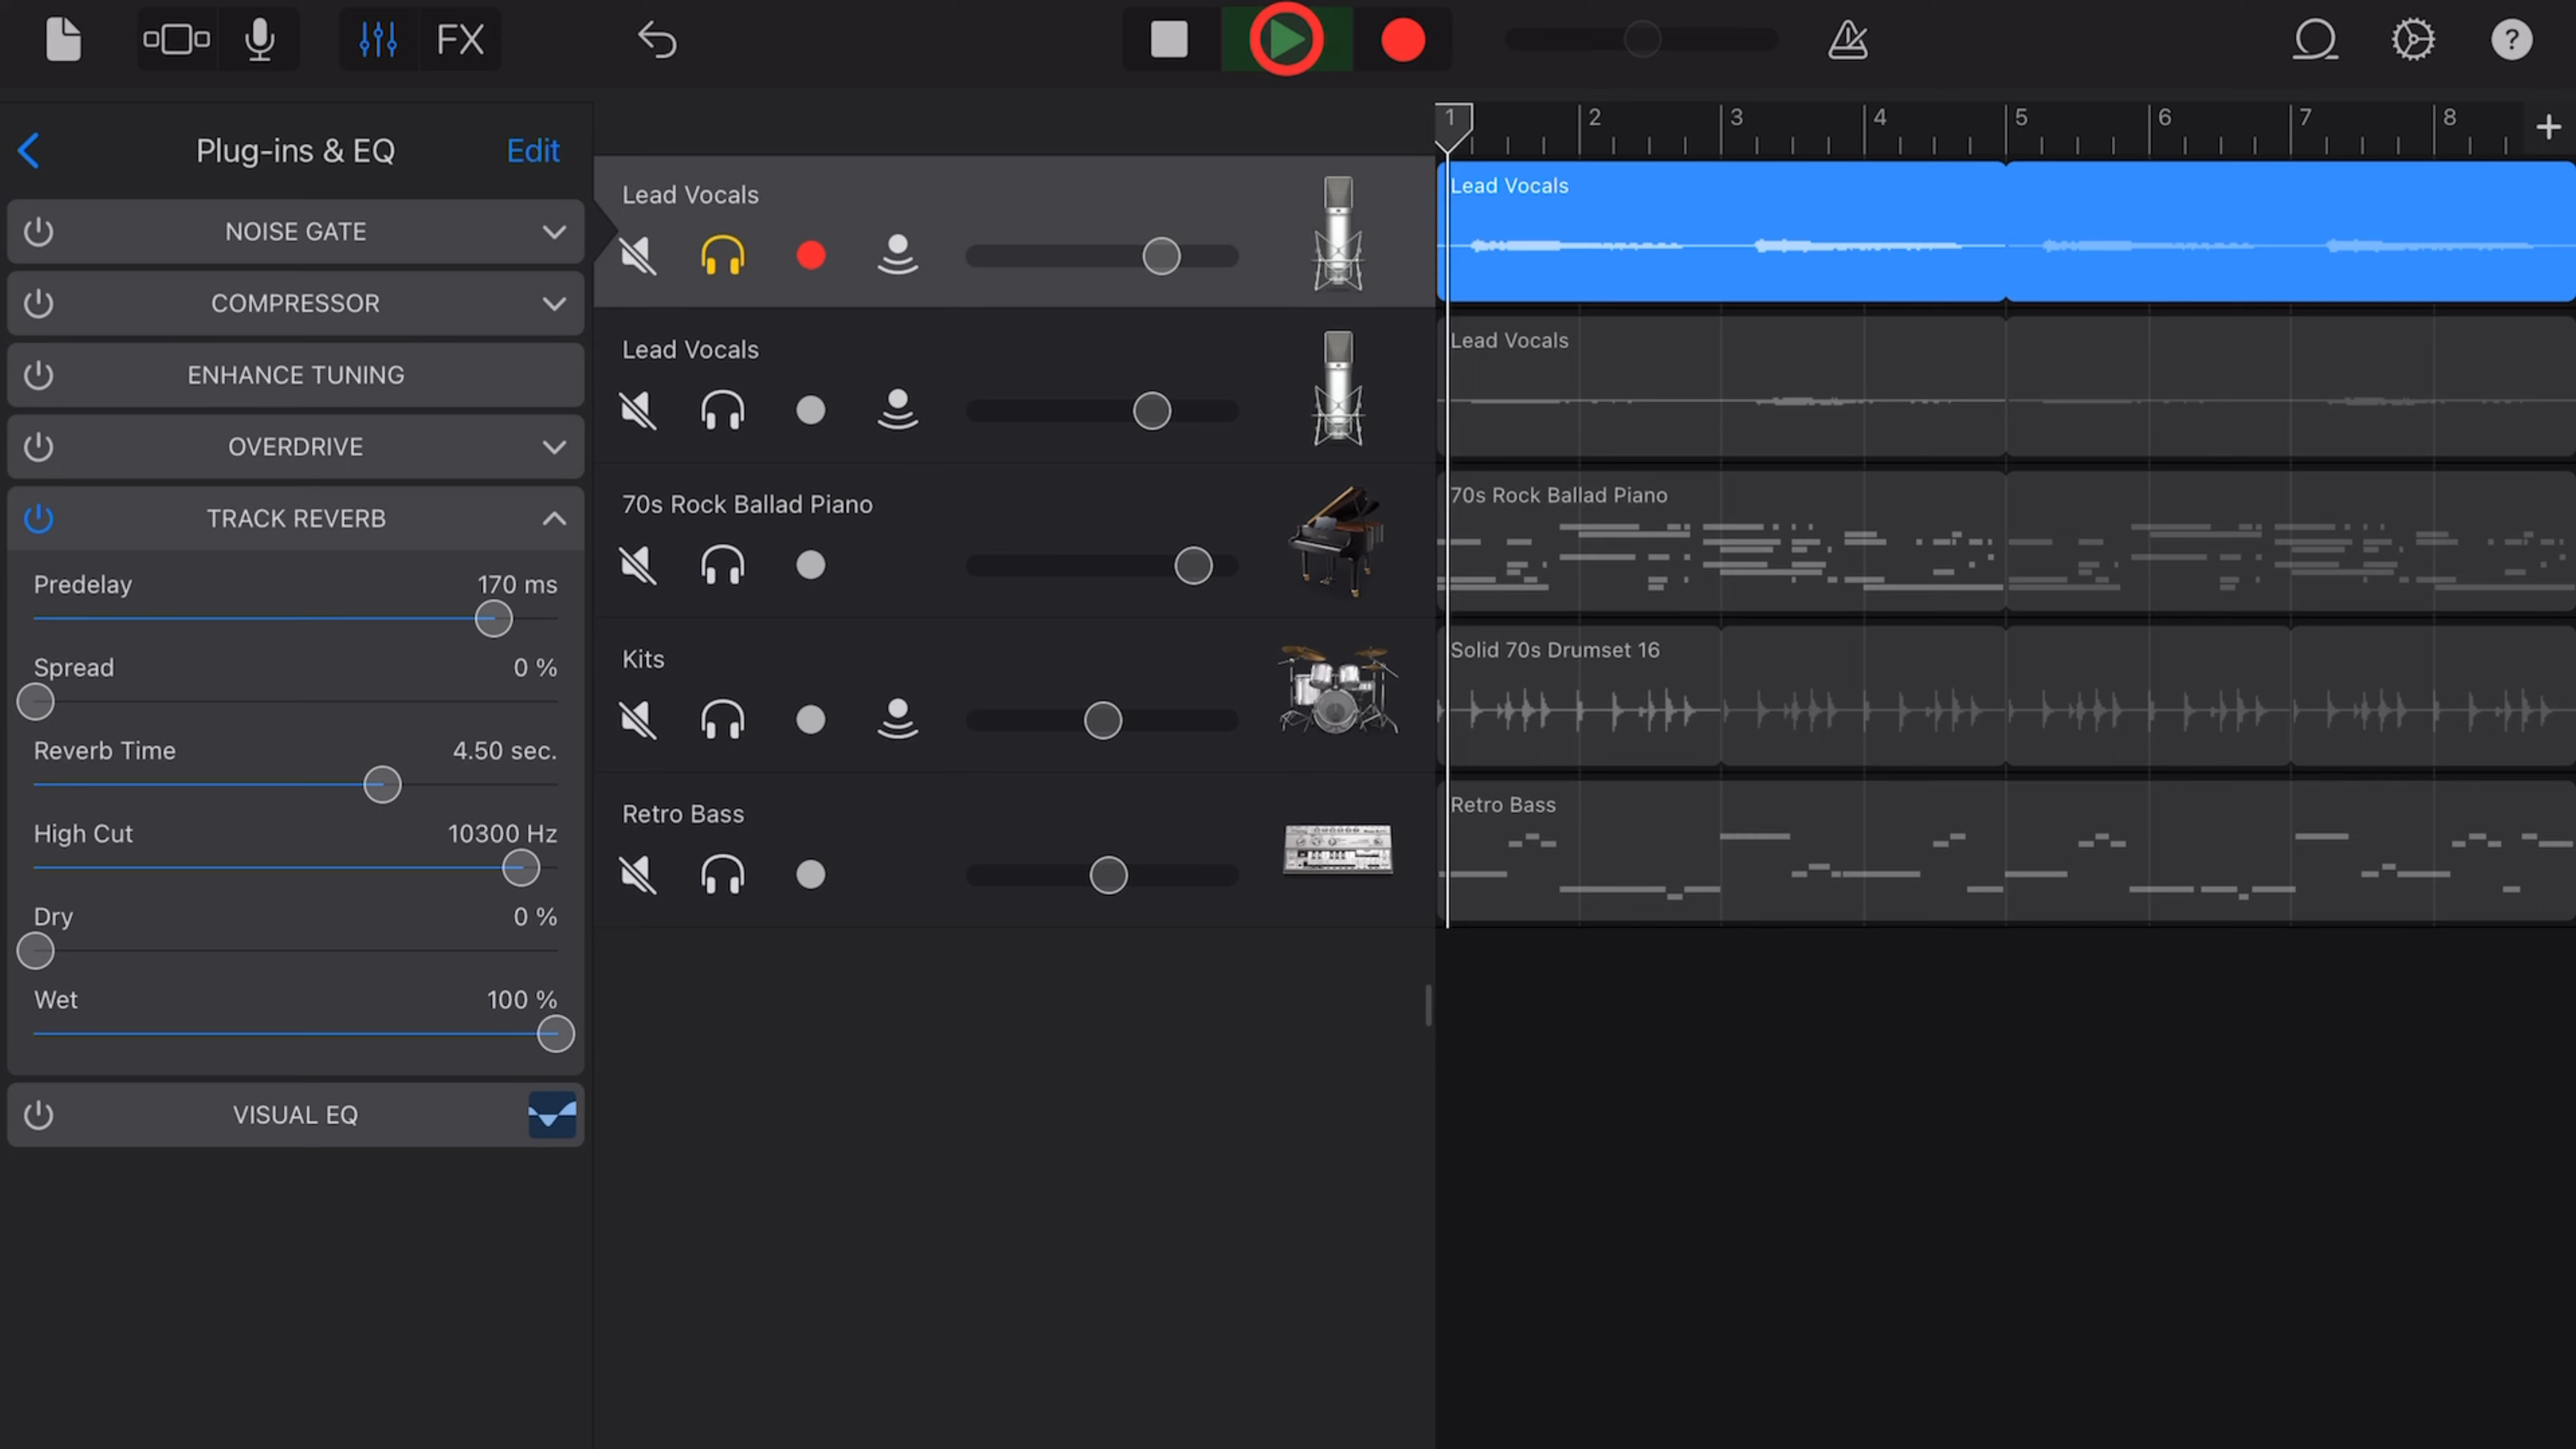 FX
?
Plug-ins & EQ Edit
NOISE GATE
COMPRESSOR
ENHANCE TUNING
OVERDRIVE
TRACK REVERB
Predelay 170 ms
Spread 0 %
Reverb Time 4.50 sec.
High Cut 10300 Hz
Dry 0 %
Wet 100 %
VISUAL EQ
Lead Vocals
Lead Vocals
70s Rock Ballad Piano
Kits
Retro Bass
1 2 3 4 5 6 7 8 +
Lead Vocals
Lead Vocals
70s Rock Ballad Piano
Solid 70s Drumset 16
Retro Bass